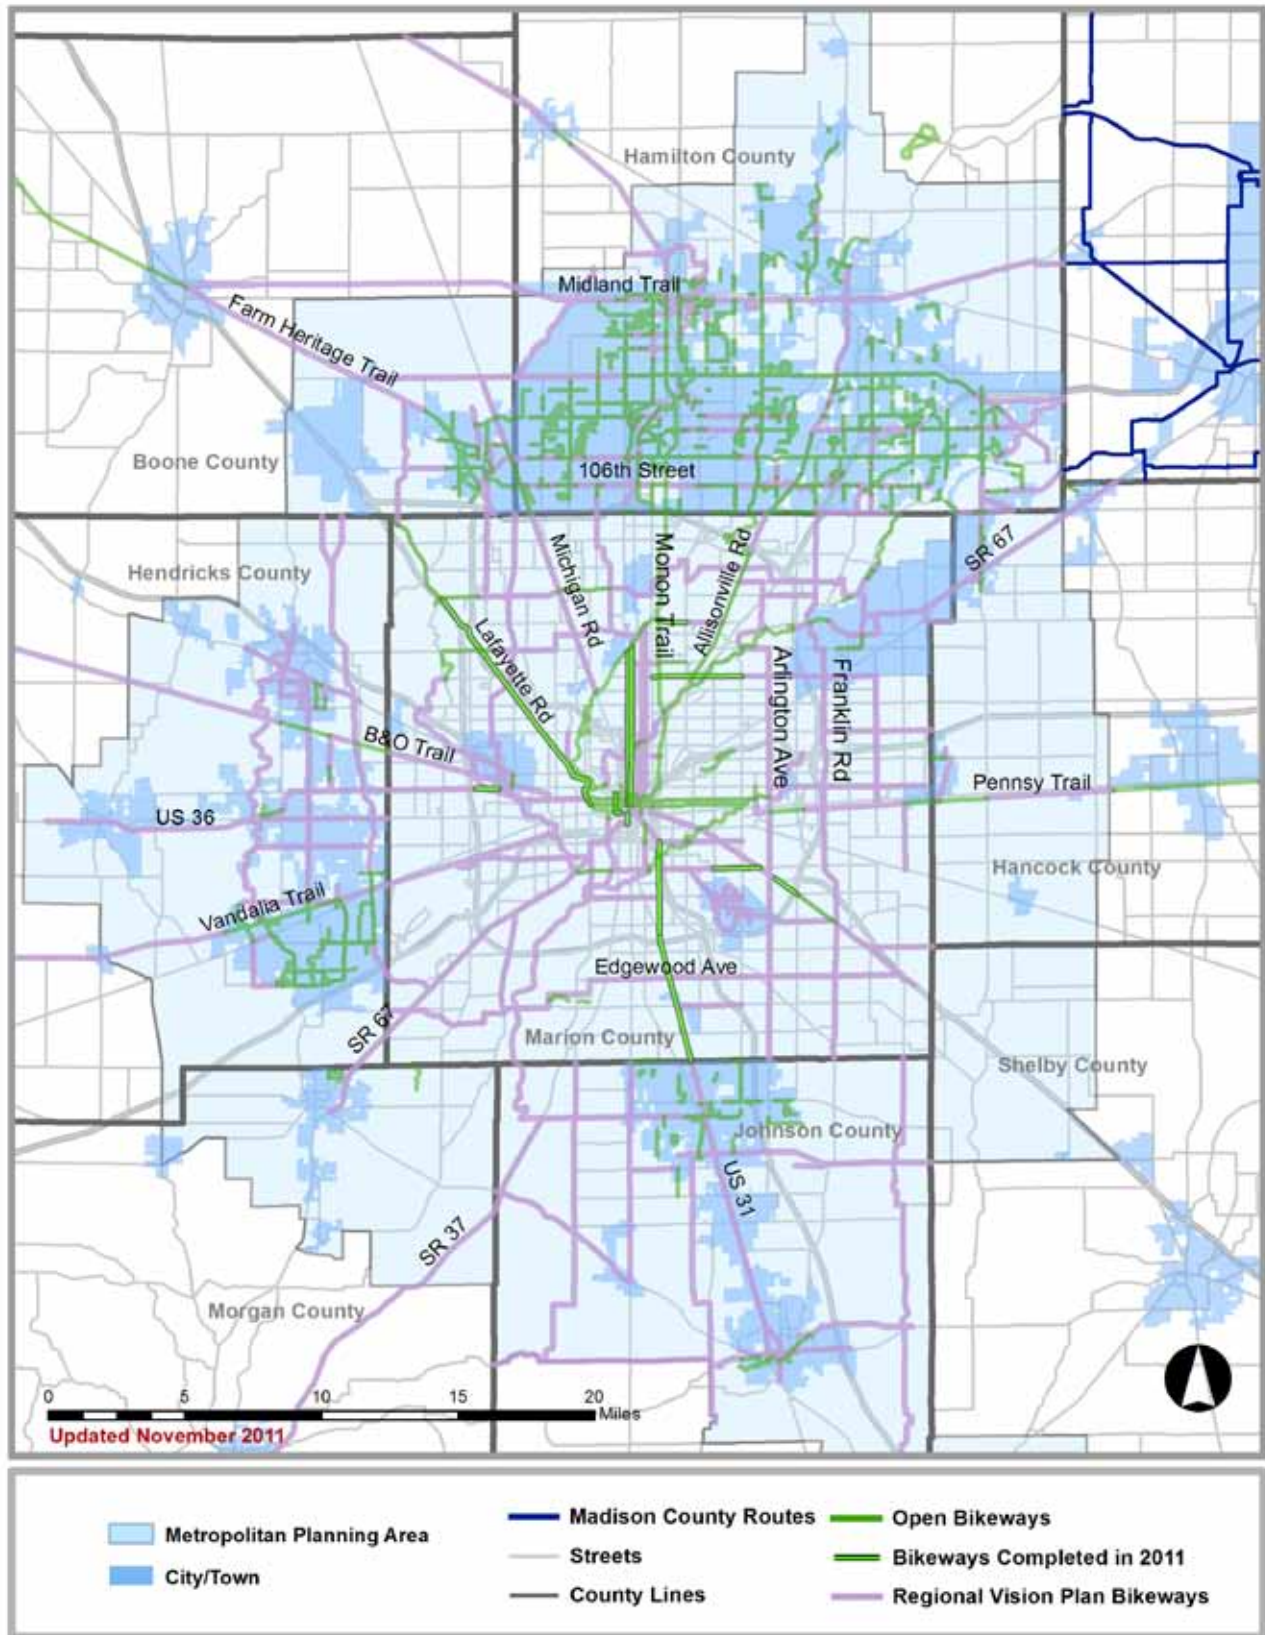 Hamilton County
Midland Trail
Farm Heritage Trail
Boone County
106th Street
Hendricks County
Michigan Rd
Monon Trail
Allisonville Rd
SR 67
Lafayette Rd
Arlington Ave
Franklin Rd
B&O Trail
Pennsy Trail
US 36
Hancock County
Vandalia Trail
Edgewood Ave
SR 67
Marion County
Shelby County
Johnson County
US 31
SR 37
Morgan County
0 5 10 15 20
Miles
Updated November 2011
Metropolitan Planning Area
City/Town
Madison County Routes
Streets
County Lines
Open Bikeways
Bikeways Completed in 2011
Regional Vision Plan Bikeways